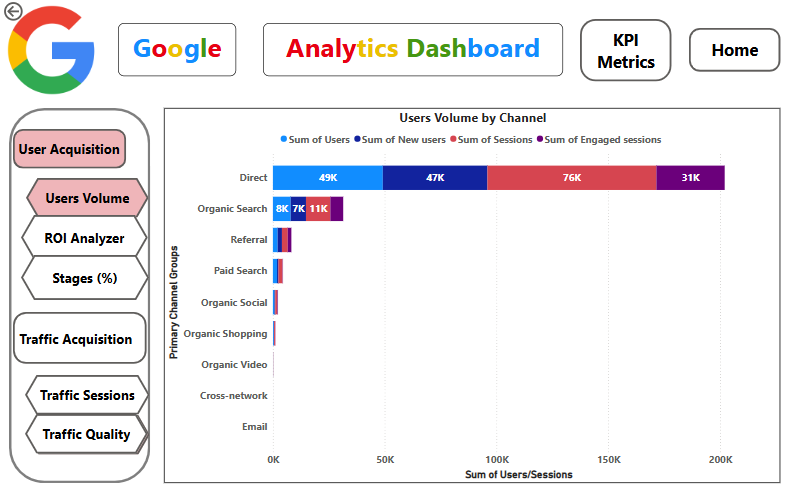 Google
Analytics Dashboard
KPI
Metrics
Home
User Acquisition
Users Volume
ROI Analyzer
Stages (%)
Traffic Acquisition
Traffic Sessions
Traffic Quality
Users Volume by Channel
Sum of Users Sum of New users Sum of Sessions Sum of Engaged sessions
Primary Channel Groups
Direct 49K 47K 76K 31K
Organic Search 8K 7K 11K
Referral
Paid Search
Organic Social
Organic Shopping
Organic Video
Cross-network
Email
0K 50K 100K 150K 200K
Sum of Users/Sessions